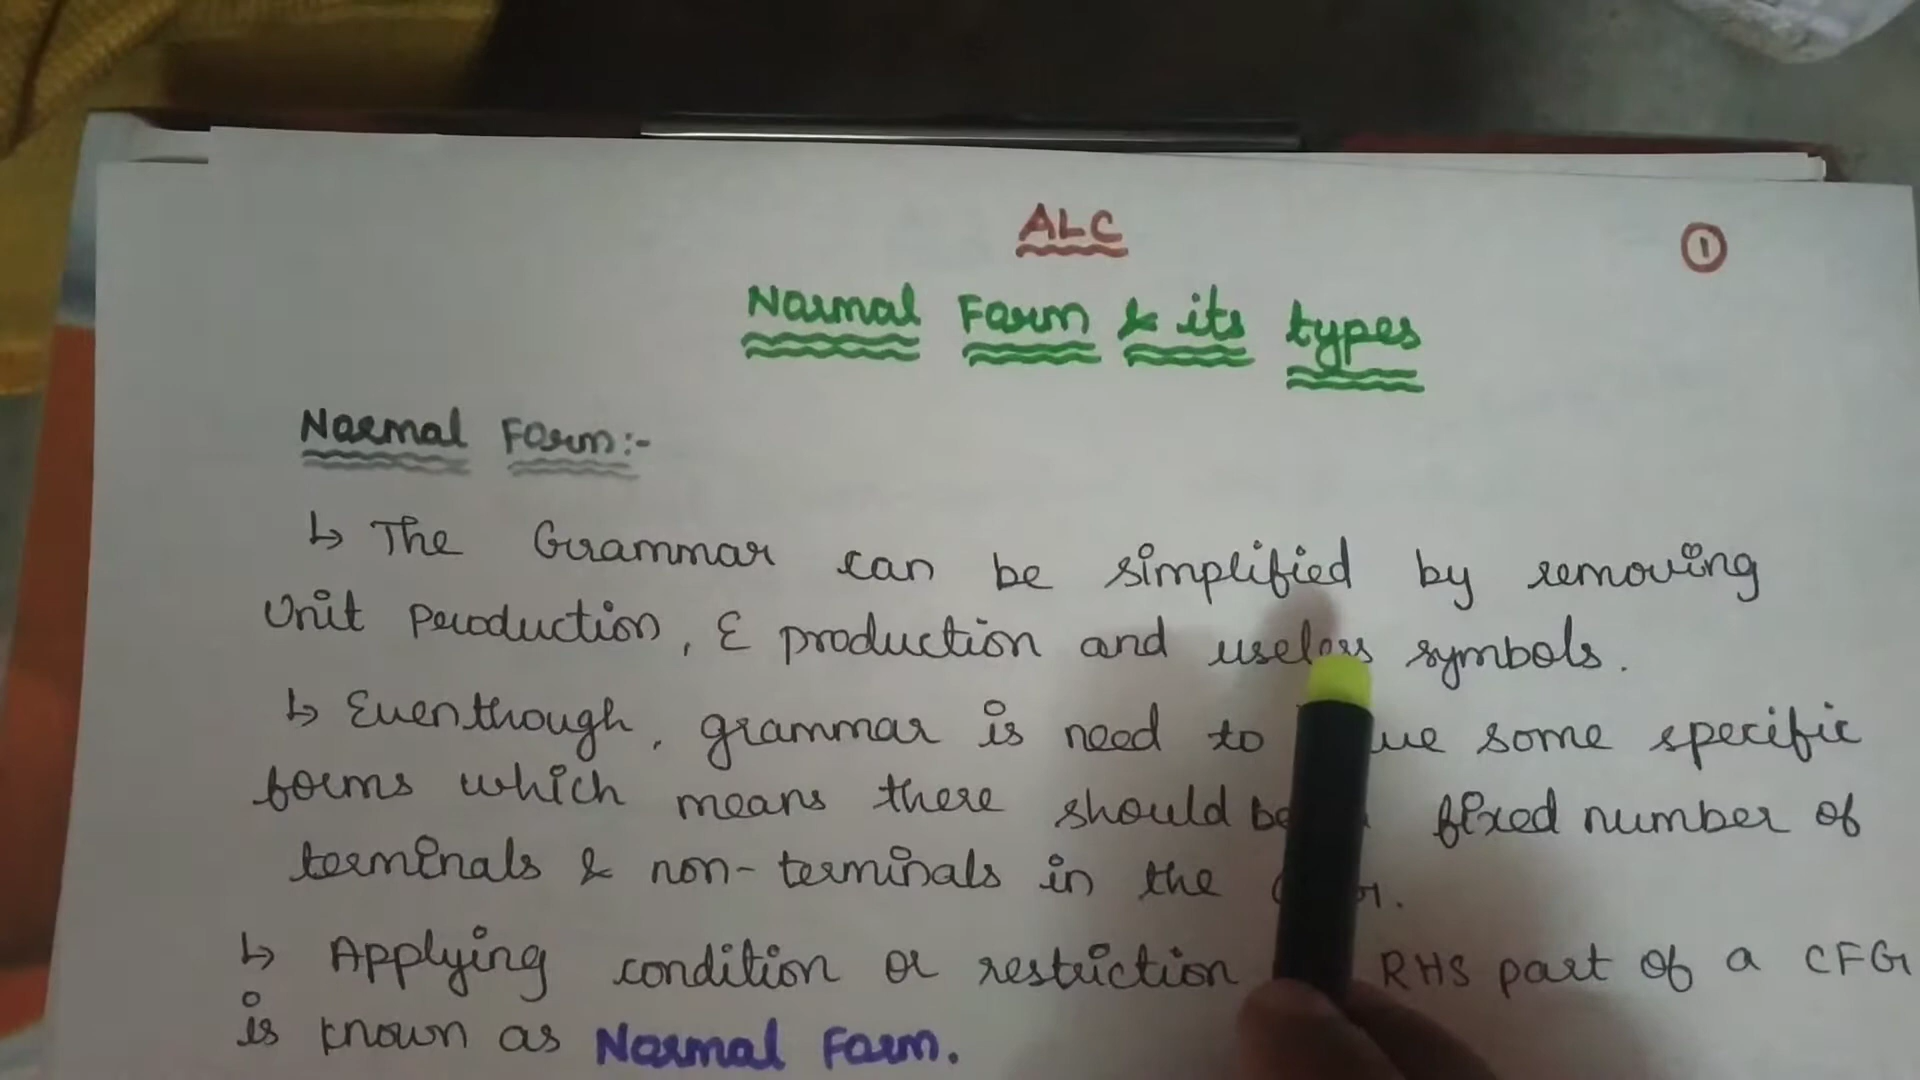 ALC
1
Normal Form & its types
Normal Form:-
↳ The Grammar can be simplified by removing
Unit Production, ε production and useless symbols.
↳ Eventhough, grammar is need to some specific
forms which means there should be fixed number of
terminals & non-terminals in the
↳ Applying condition or restriction RHS part of a CFG
is known as Normal Form.